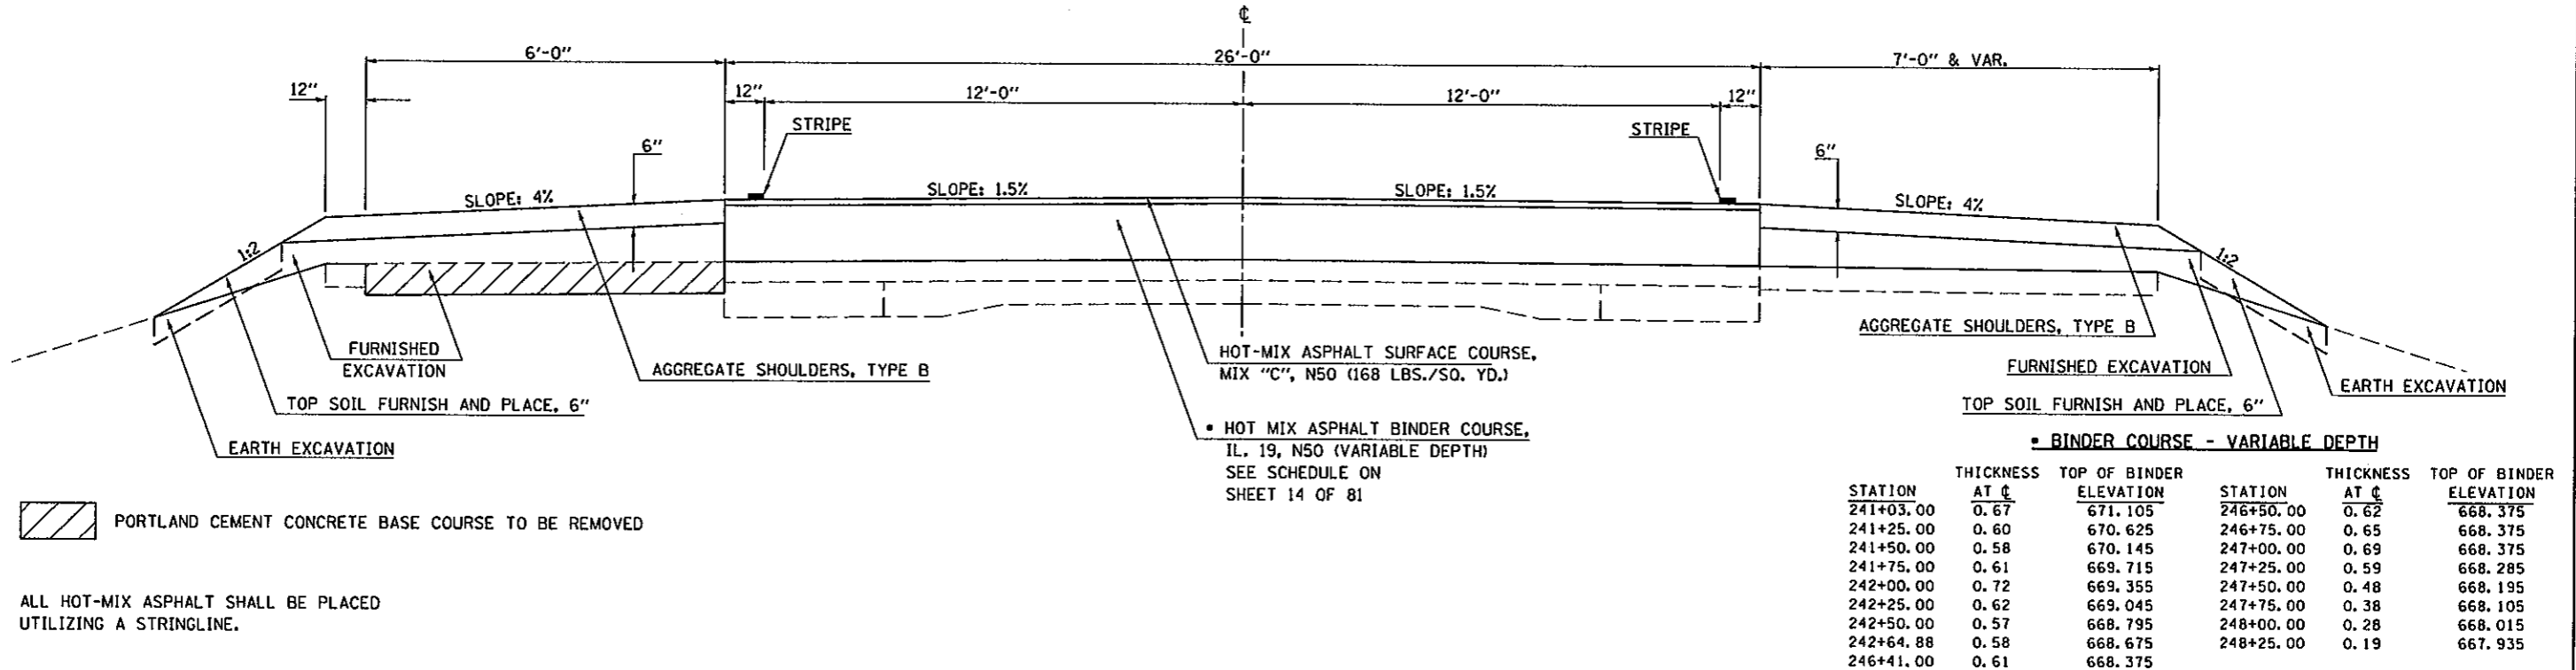 ℄
6'-0"
26'-0"
7'-0" & VAR.
12"
12"
12'-0"
12'-0"
12"
STRIPE
STRIPE
6"
6"
SLOPE: 4%
SLOPE: 1.5%
SLOPE: 1.5%
SLOPE: 4%
1:2
1:2
FURNISHED
EXCAVATION
AGGREGATE SHOULDERS, TYPE B
TOP SOIL FURNISH AND PLACE, 6"
EARTH EXCAVATION
HOT-MIX ASPHALT SURFACE COURSE,
MIX "C", N50 (168 LBS./SQ. YD.)
• HOT MIX ASPHALT BINDER COURSE,
IL. 19, N50 (VARIABLE DEPTH)
SEE SCHEDULE ON
SHEET 14 OF 81
AGGREGATE SHOULDERS, TYPE B
FURNISHED EXCAVATION
EARTH EXCAVATION
TOP SOIL FURNISH AND PLACE, 6"
PORTLAND CEMENT CONCRETE BASE COURSE TO BE REMOVED
ALL HOT-MIX ASPHALT SHALL BE PLACED
UTILIZING A STRINGLINE.
• BINDER COURSE - VARIABLE DEPTH
THICKNESS TOP OF BINDER THICKNESS TOP OF BINDER
STATION AT ℄ ELEVATION STATION AT ℄ ELEVATION
241+03.00 0.67 671.105 246+50.00 0.62 668.375
241+25.00 0.60 670.625 246+75.00 0.65 668.375
241+50.00 0.58 670.145 247+00.00 0.69 668.375
241+75.00 0.61 669.715 247+25.00 0.59 668.285
242+00.00 0.72 669.355 247+50.00 0.48 668.195
242+25.00 0.62 669.045 247+75.00 0.38 668.105
242+50.00 0.57 668.795 248+00.00 0.28 668.015
242+64.88 0.58 668.675 248+25.00 0.19 667.935
246+41.00 0.61 668.375